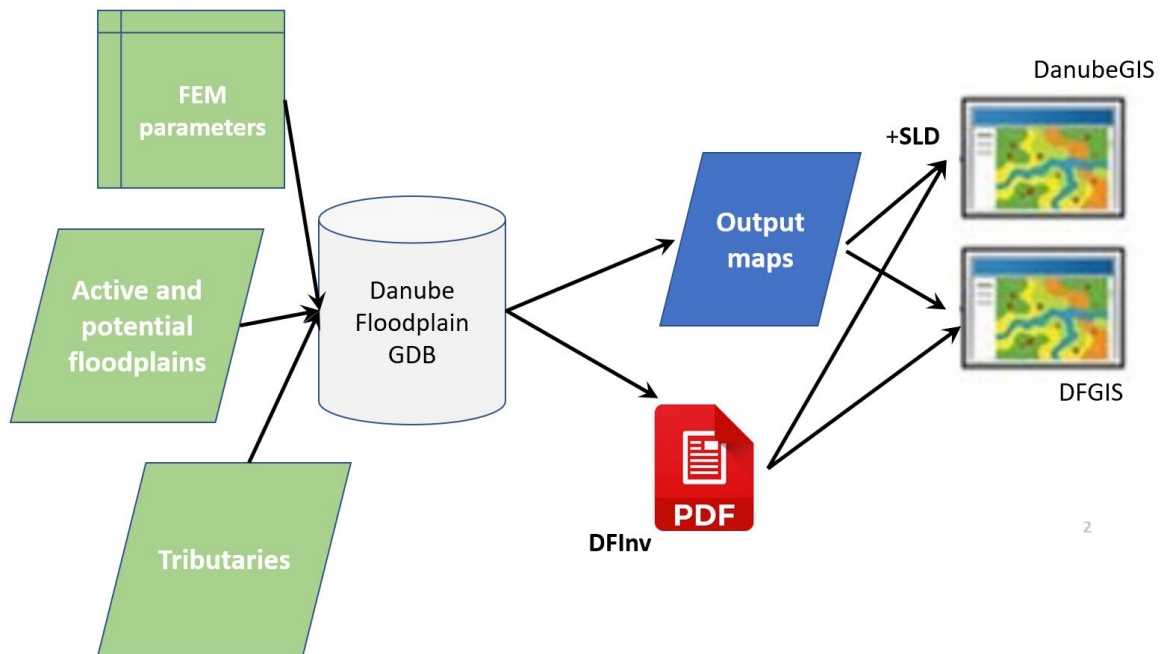 FEM
parameters
Active and
potential
floodplains
Tributaries
Danube
Floodplain
GDB
Output
maps
PDF
DFInv
+SLD
DanubeGIS
DFGIS
2